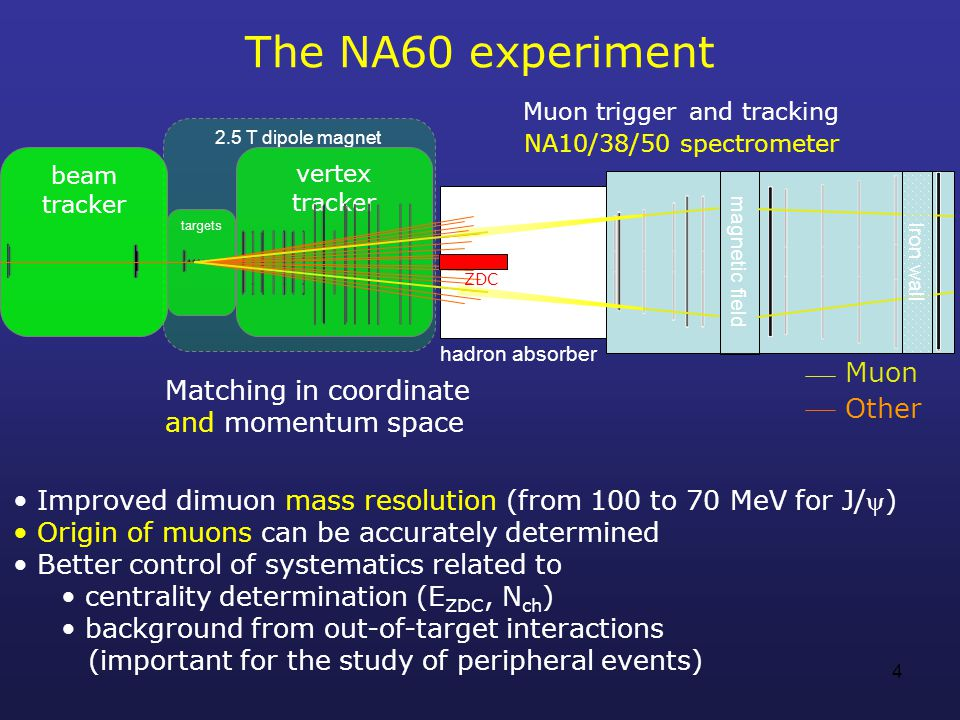 The NA60 experiment
Muon trigger and tracking
NA10/38/50 spectrometer
2.5 T dipole magnet
beam
tracker
vertex
tracker
targets
ZDC
magnetic field
Iron wall
hadron absorber
Muon
Other
Matching in coordinate
and momentum space
• Improved dimuon mass resolution (from 100 to 70 MeV for J/ψ)
• Origin of muons can be accurately determined
• Better control of systematics related to
• centrality determination (E_ZDC, N_ch)
• background from out-of-target interactions
(important for the study of peripheral events)
4